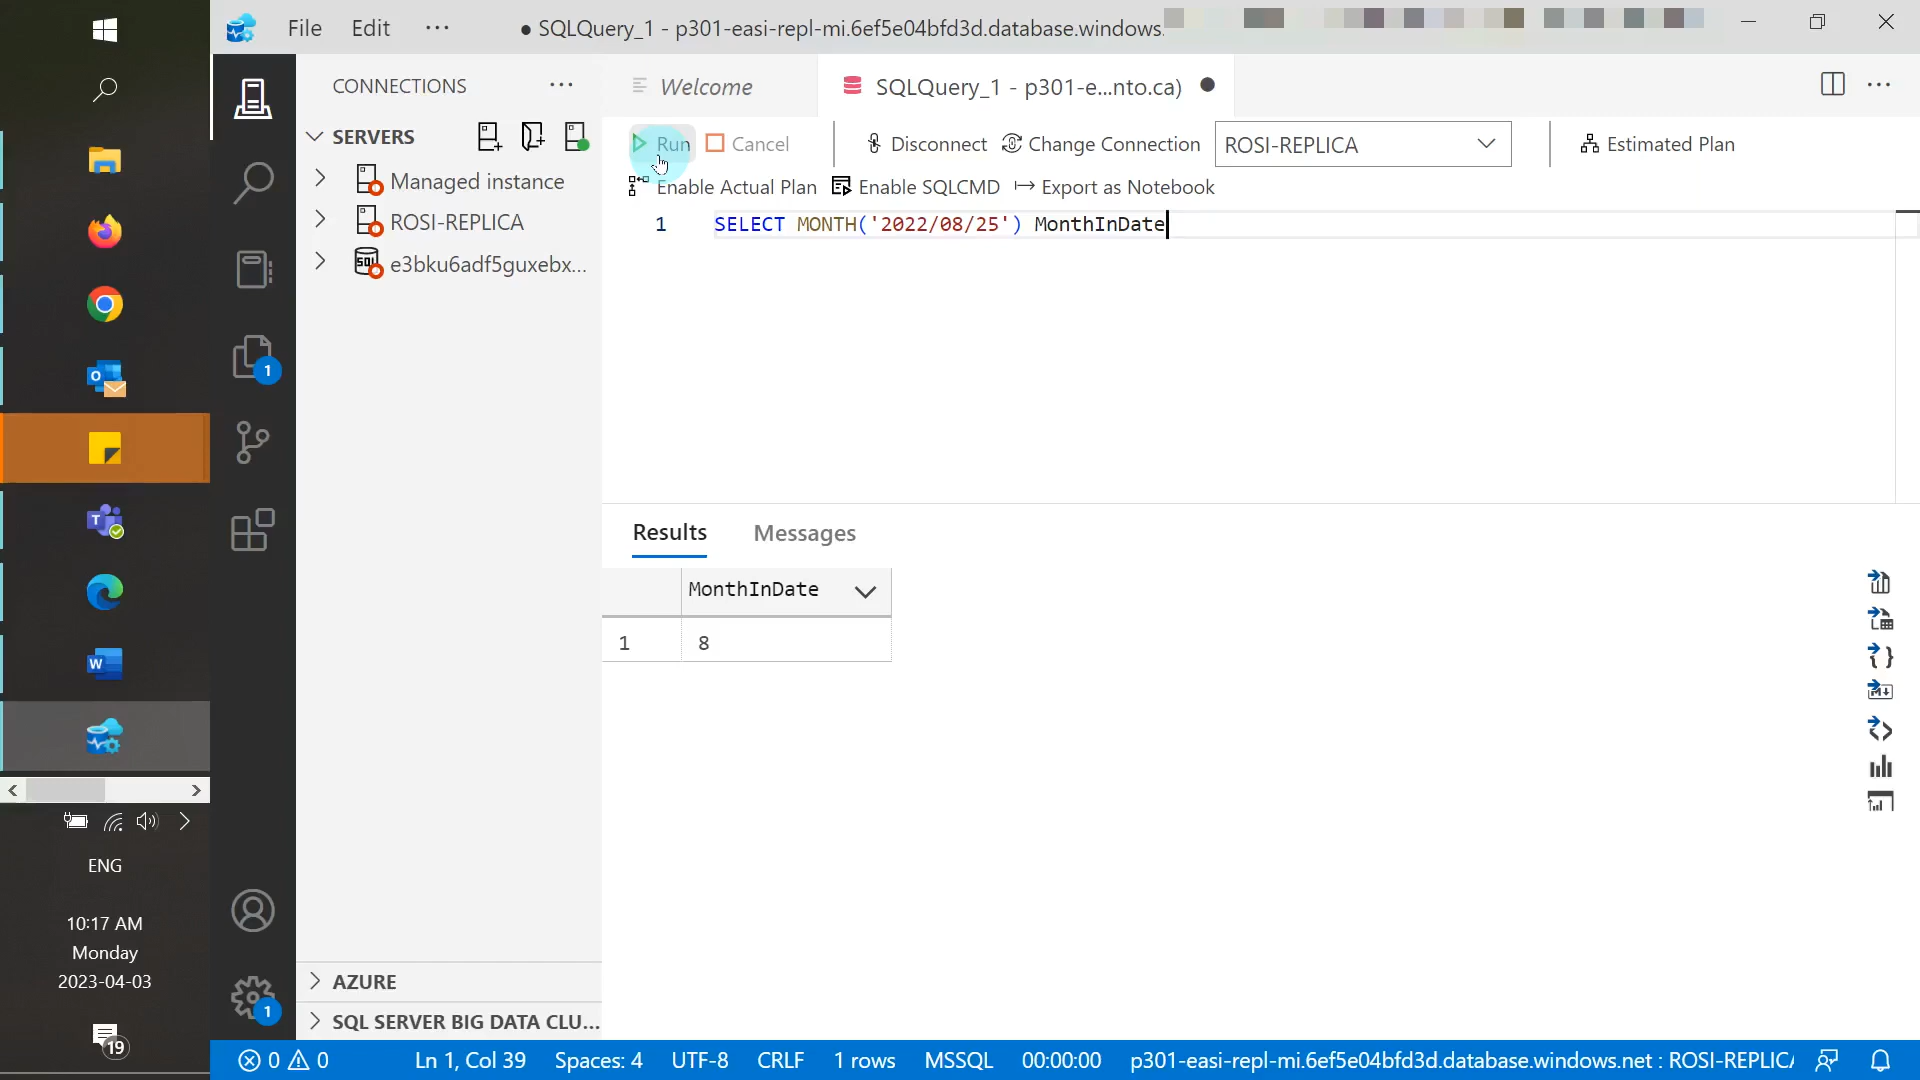 File Edit ··· ● SQLQuery_1 - p301-easi-repl-mi.6ef5e04bfd3d.database.windows.
CONNECTIONS ···
Welcome
SQLQuery_1 - p301-e...nto.ca) ●
SERVERS
Managed instance
ROSI-REPLICA
e3bku6adf5guxebx...
Run Cancel Disconnect Change Connection ROSI-REPLICA Estimated Plan
Enable Actual Plan Enable SQLCMD Export as Notebook
1 SELECT MONTH('2022/08/25') MonthInDate
Results Messages
MonthInDate
1 8
1
AZURE
SQL SERVER BIG DATA CLU...
1
ENG
10:17 AM
Monday
2023-04-03
19
0 0 Ln 1, Col 39 Spaces: 4 UTF-8 CRLF 1 rows MSSQL 00:00:00 p301-easi-repl-mi.6ef5e04bfd3d.database.windows.net : ROSI-REPLICA